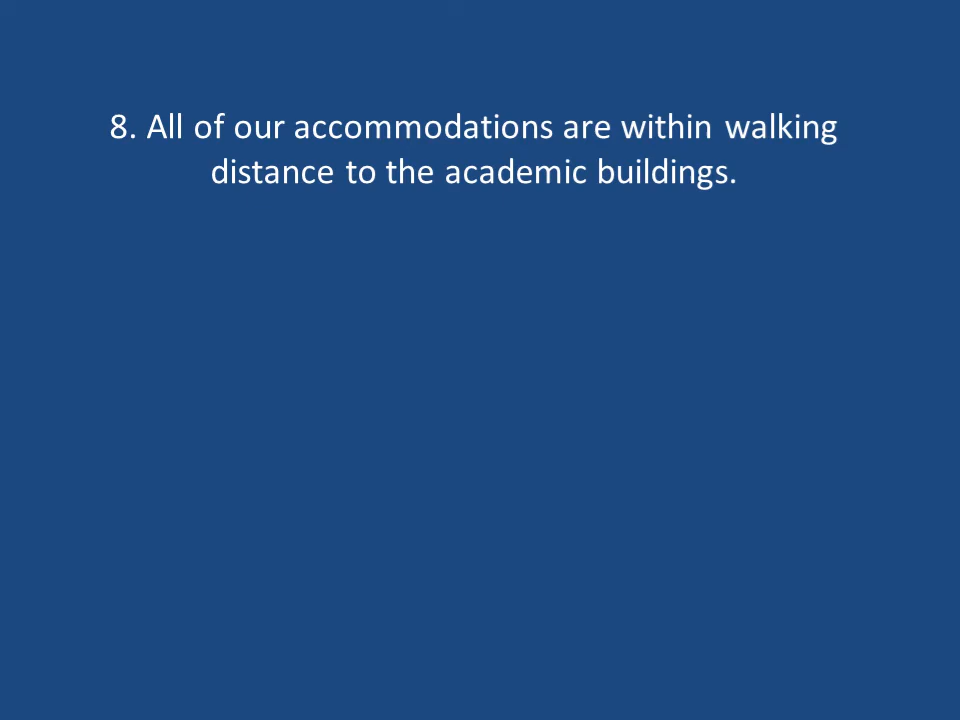 8. All of our accommodations are within walking
distance to the academic buildings.